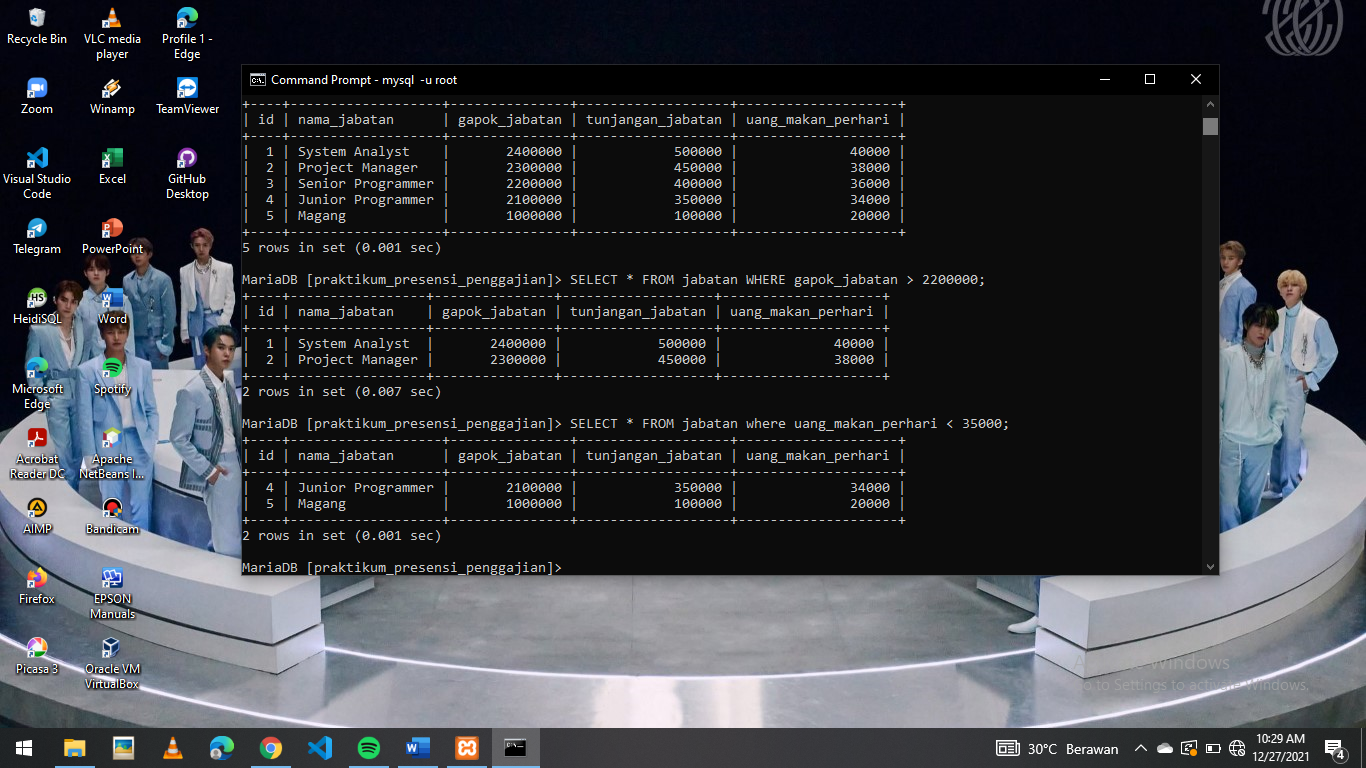 Recycle Bin
VLC media player
Profile 1 - Edge
Zoom
Winamp
TeamViewer
Visual Studio Code
Excel
GitHub Desktop
Telegram
PowerPoint
HeidiSQL
Word
Microsoft Edge
Spotify
Acrobat Reader DC
Apache NetBeans I...
AIMP
Bandicam
Firefox
EPSON Manuals
Picasa 3
Oracle VM VirtualBox
Command Prompt - mysql  -u root
+----+-------------------+---------------+-------------------+--------------------+
| id | nama_jabatan      | gapok_jabatan | tunjangan_jabatan | uang_makan_perhari |
+----+-------------------+---------------+-------------------+--------------------+
|  1 | System Analyst    |       2400000 |            500000 |              40000 |
|  2 | Project Manager   |       2300000 |            450000 |              38000 |
|  3 | Senior Programmer |       2200000 |            400000 |              36000 |
|  4 | Junior Programmer |       2100000 |            350000 |              34000 |
|  5 | Magang            |       1000000 |            100000 |              20000 |
+----+-------------------+---------------+-------------------+--------------------+
5 rows in set (0.001 sec)
MariaDB [praktikum_presensi_penggajian]> SELECT * FROM jabatan WHERE gapok_jabatan > 2200000;
+----+-----------------+---------------+-------------------+--------------------+
| id | nama_jabatan    | gapok_jabatan | tunjangan_jabatan | uang_makan_perhari |
+----+-----------------+---------------+-------------------+--------------------+
|  1 | System Analyst  |       2400000 |            500000 |              40000 |
|  2 | Project Manager |       2300000 |            450000 |              38000 |
+----+-----------------+---------------+-------------------+--------------------+
2 rows in set (0.007 sec)
MariaDB [praktikum_presensi_penggajian]> SELECT * FROM jabatan where uang_makan_perhari < 35000;
+----+-------------------+---------------+-------------------+--------------------+
| id | nama_jabatan      | gapok_jabatan | tunjangan_jabatan | uang_makan_perhari |
+----+-------------------+---------------+-------------------+--------------------+
|  4 | Junior Programmer |       2100000 |            350000 |              34000 |
|  5 | Magang            |       1000000 |            100000 |              20000 |
+----+-------------------+---------------+-------------------+--------------------+
2 rows in set (0.001 sec)
MariaDB [praktikum_presensi_penggajian]>
Activate Windows
Go to Settings to activate Windows.
30°C Berawan
10:29 AM
12/27/2021
4